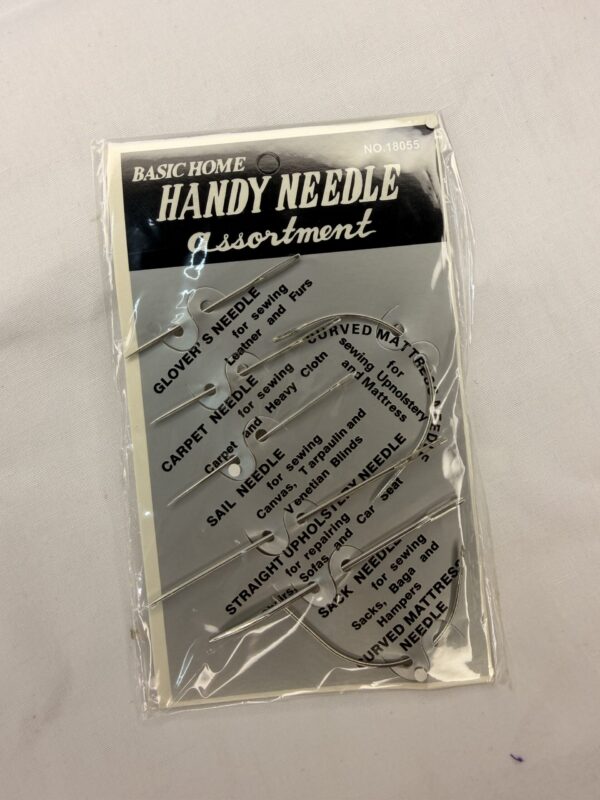 NO.18055
BASIC HOME
HANDY NEEDLE
assortment
GLOVER'S NEEDLE
for sewing
Leatner and Furs
CARPET NEEDLE
for sewing
Carpet and Heavy Clotn
CURVED MATTRESS NEEDLE
for
sewing Upnolstery
and Mattress
SAIL NEEDLE
for sewing
Canvas, Tarpaulin and
Venetian Blinds
STRAIGHT UPHOLSTERY NEEDLE
for repairing
Sofas and Car Seat
SACK NEEDLE
for sewing
Sacks, Baga and
Hampers
CURVED MATTRESS
NEEDLE